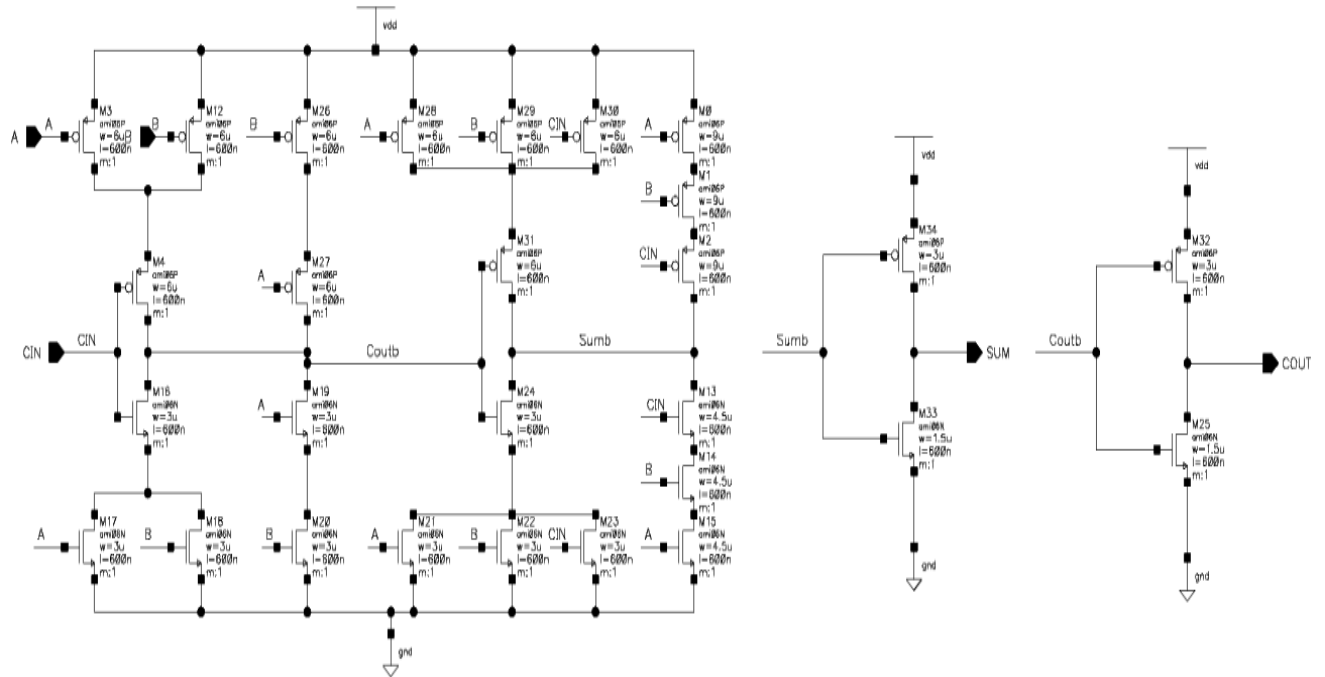 vdd
M3
ami06P
w=6u
l=600n
m:1
A
A
M12
ami06P
w=6u
l=600n
m:1
B
B
M26
ami06P
w=6u
l=600n
m:1
B
M28
ami06P
w=6u
l=600n
m:1
A
M29
ami06P
w=6u
l=600n
m:1
B
M30
ami06P
w=6u
l=600n
m:1
CIN
M0
ami06P
w=9u
l=600n
m:1
A
M1
ami06P
w=9u
l=600n
m:1
B
M2
ami06P
w=9u
l=600n
m:1
CIN
M4
ami06P
w=6u
l=600n
m:1
M27
ami06P
w=6u
l=600n
m:1
A
M31
ami06P
w=6u
l=600n
m:1
CIN
CIN
Coutb
Sumb
M16
ami06N
w=3u
l=600n
m:1
M19
ami06N
w=3u
l=600n
m:1
A
M24
ami06N
w=3u
l=600n
m:1
M13
ami06N
w=4.5u
l=600n
m:1
CIN
M14
ami06N
w=4.5u
l=600n
m:1
B
M17
ami06N
w=3u
l=600n
m:1
A
M18
ami06N
w=3u
l=600n
m:1
B
M20
ami06N
w=3u
l=600n
m:1
B
M21
ami06N
w=3u
l=600n
m:1
A
M22
ami06N
w=3u
l=600n
m:1
B
M23
ami06N
w=3u
l=600n
m:1
CIN
M15
ami06N
w=4.5u
l=600n
m:1
A
gnd
vdd
M34
ami06P
w=3u
l=600n
m:1
Sumb
SUM
M33
ami06N
w=1.5u
l=600n
m:1
gnd
vdd
M32
ami06P
w=3u
l=600n
m:1
Coutb
COUT
M25
ami06N
w=1.5u
l=600n
m:1
gnd